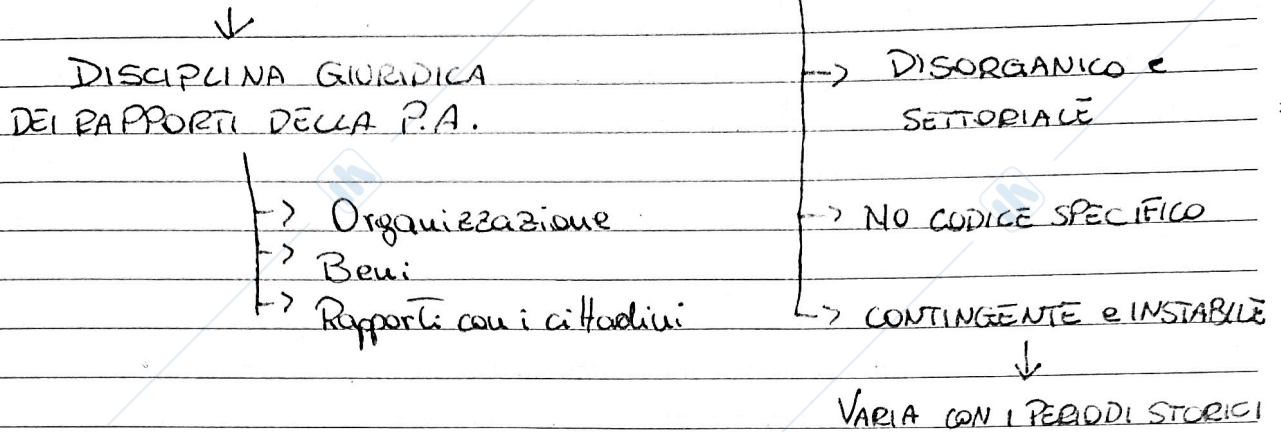 DISCIPLINA GIURIDICA
DEI RAPPORTI DELLA P.A.
-> Organizzazione
-> Beni
-> Rapporti con i cittadini
-> DISORGANICO e
SETTORIALE
-> NO CODICE SPECIFICO
-> CONTINGENTE e INSTABILE
VARIA CON I PERIODI STORICI